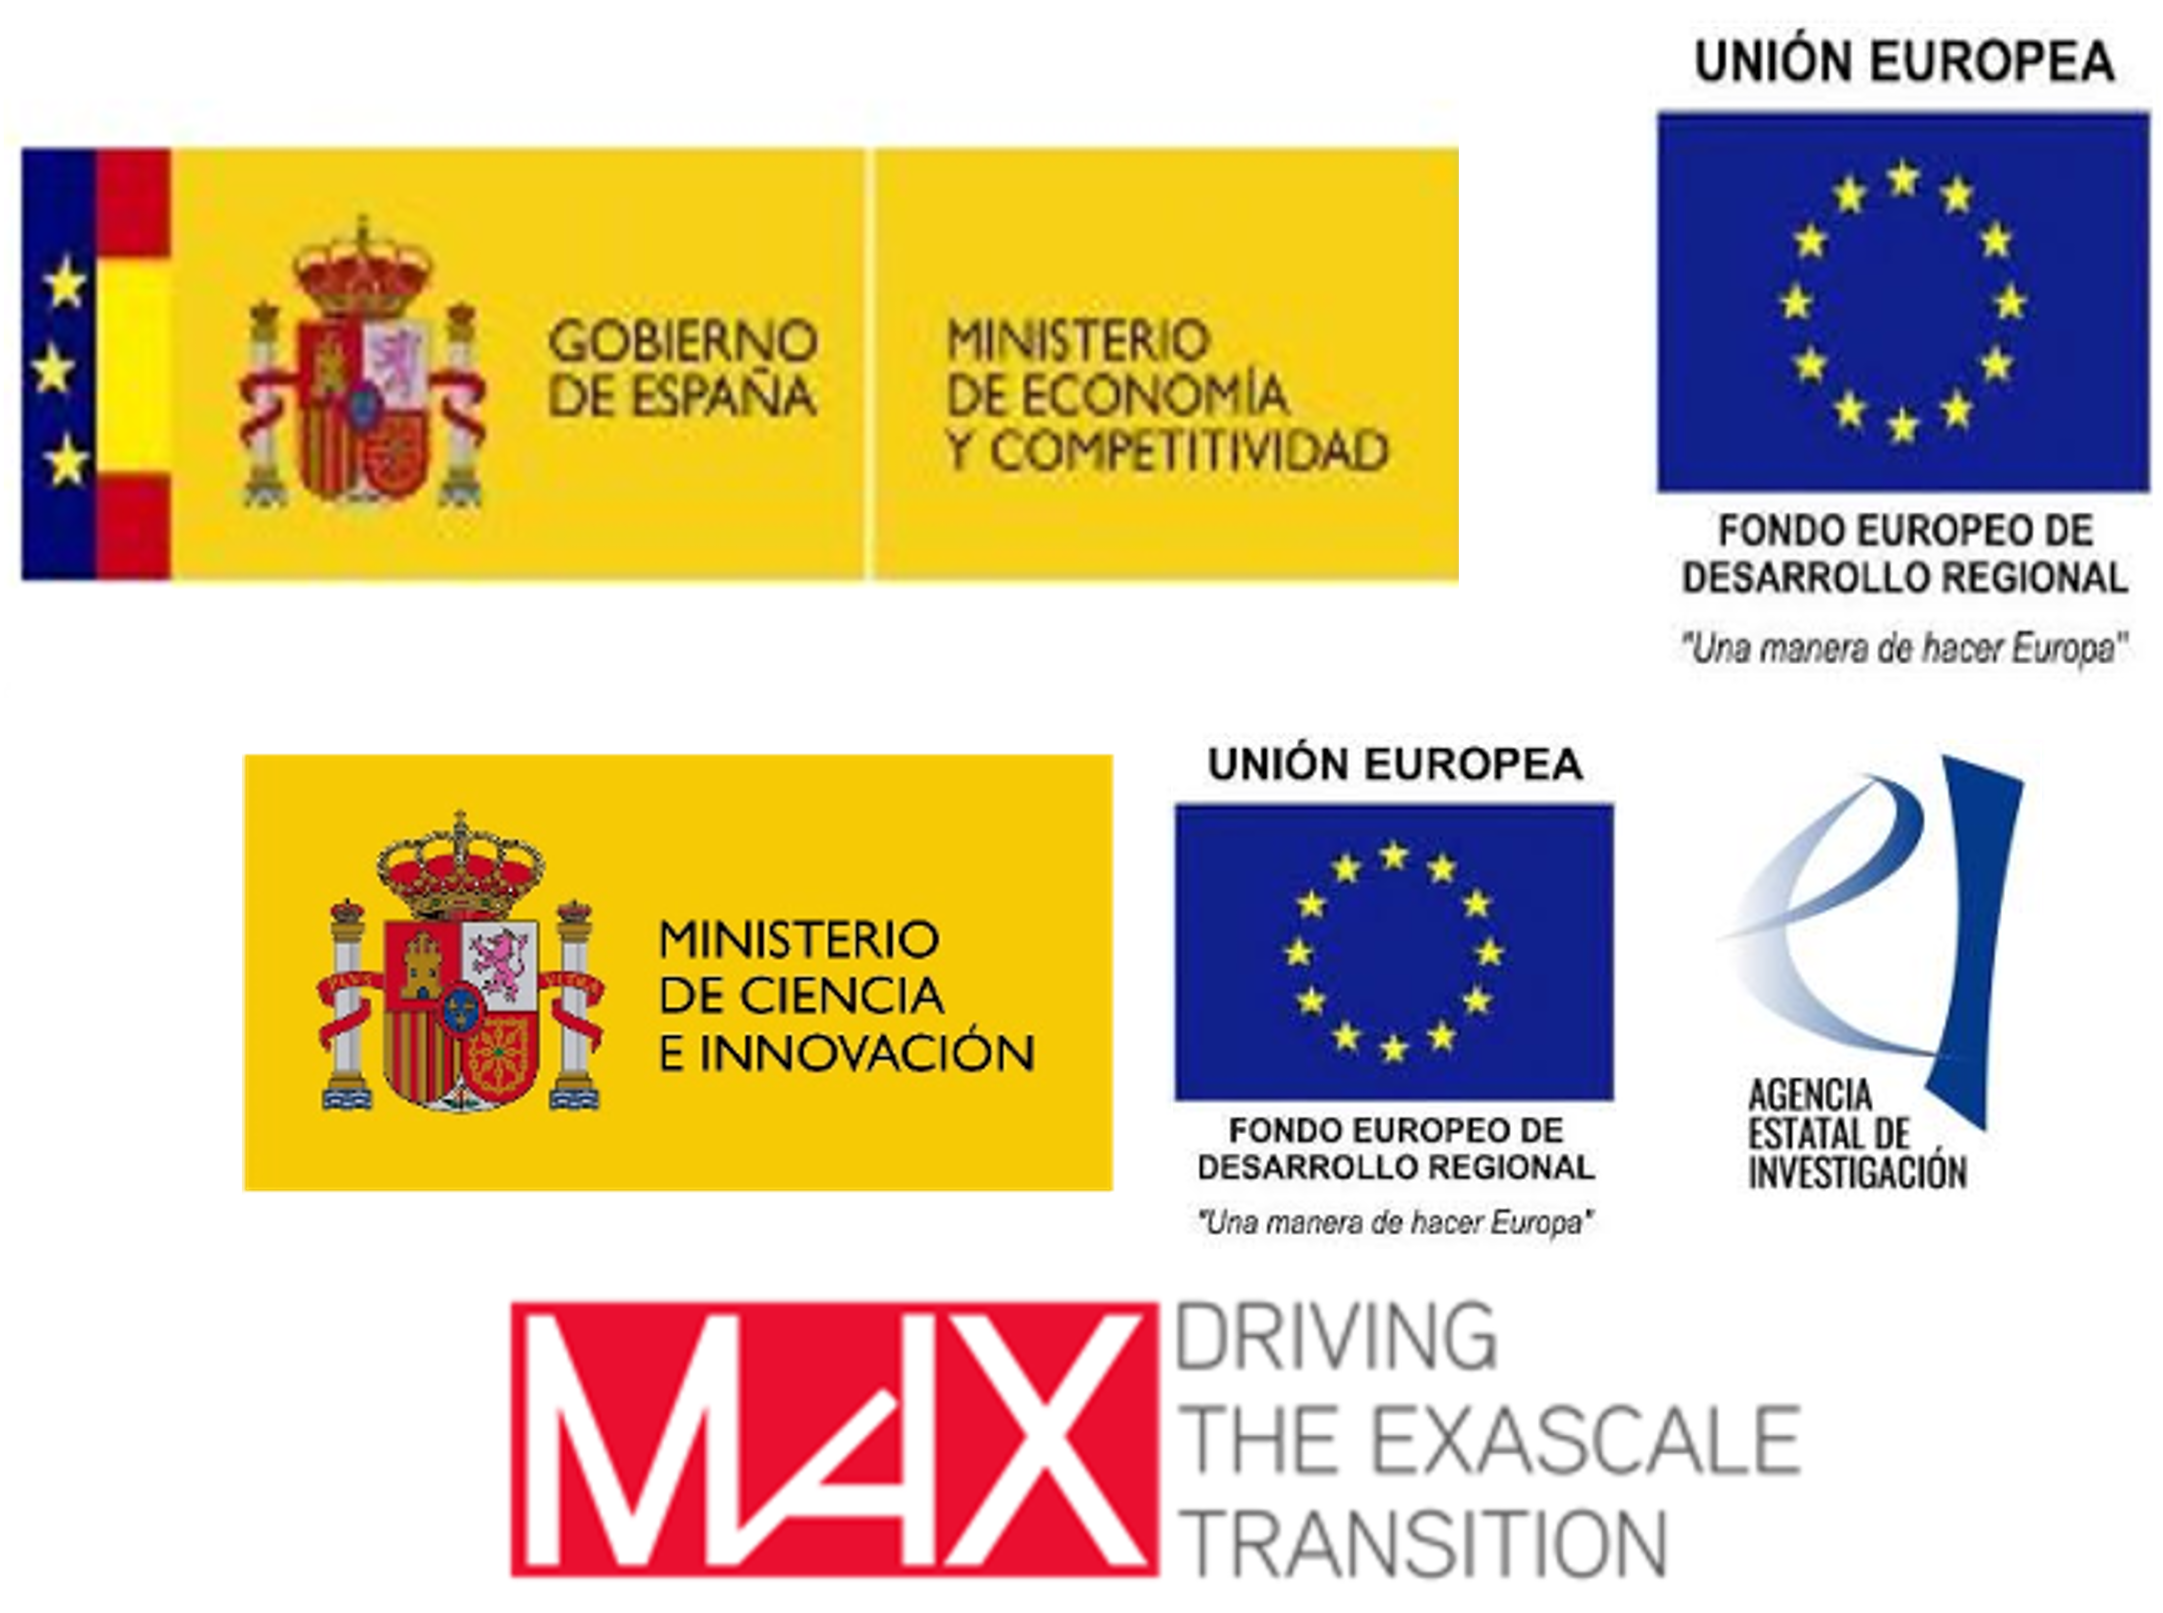 UNIÓN EUROPEA
GOBIERNO
DE ESPAÑA
MINISTERIO
DE ECONOMÍA
Y COMPETITIVIDAD
FONDO EUROPEO DE
DESARROLLO REGIONAL
"Una manera de hacer Europa"
MINISTERIO
DE CIENCIA
E INNOVACIÓN
UNIÓN EUROPEA
FONDO EUROPEO DE
DESARROLLO REGIONAL
"Una manera de hacer Europa"
AGENCIA
ESTATAL DE
INVESTIGACIÓN
MAX
DRIVING
THE EXASCALE
TRANSITION